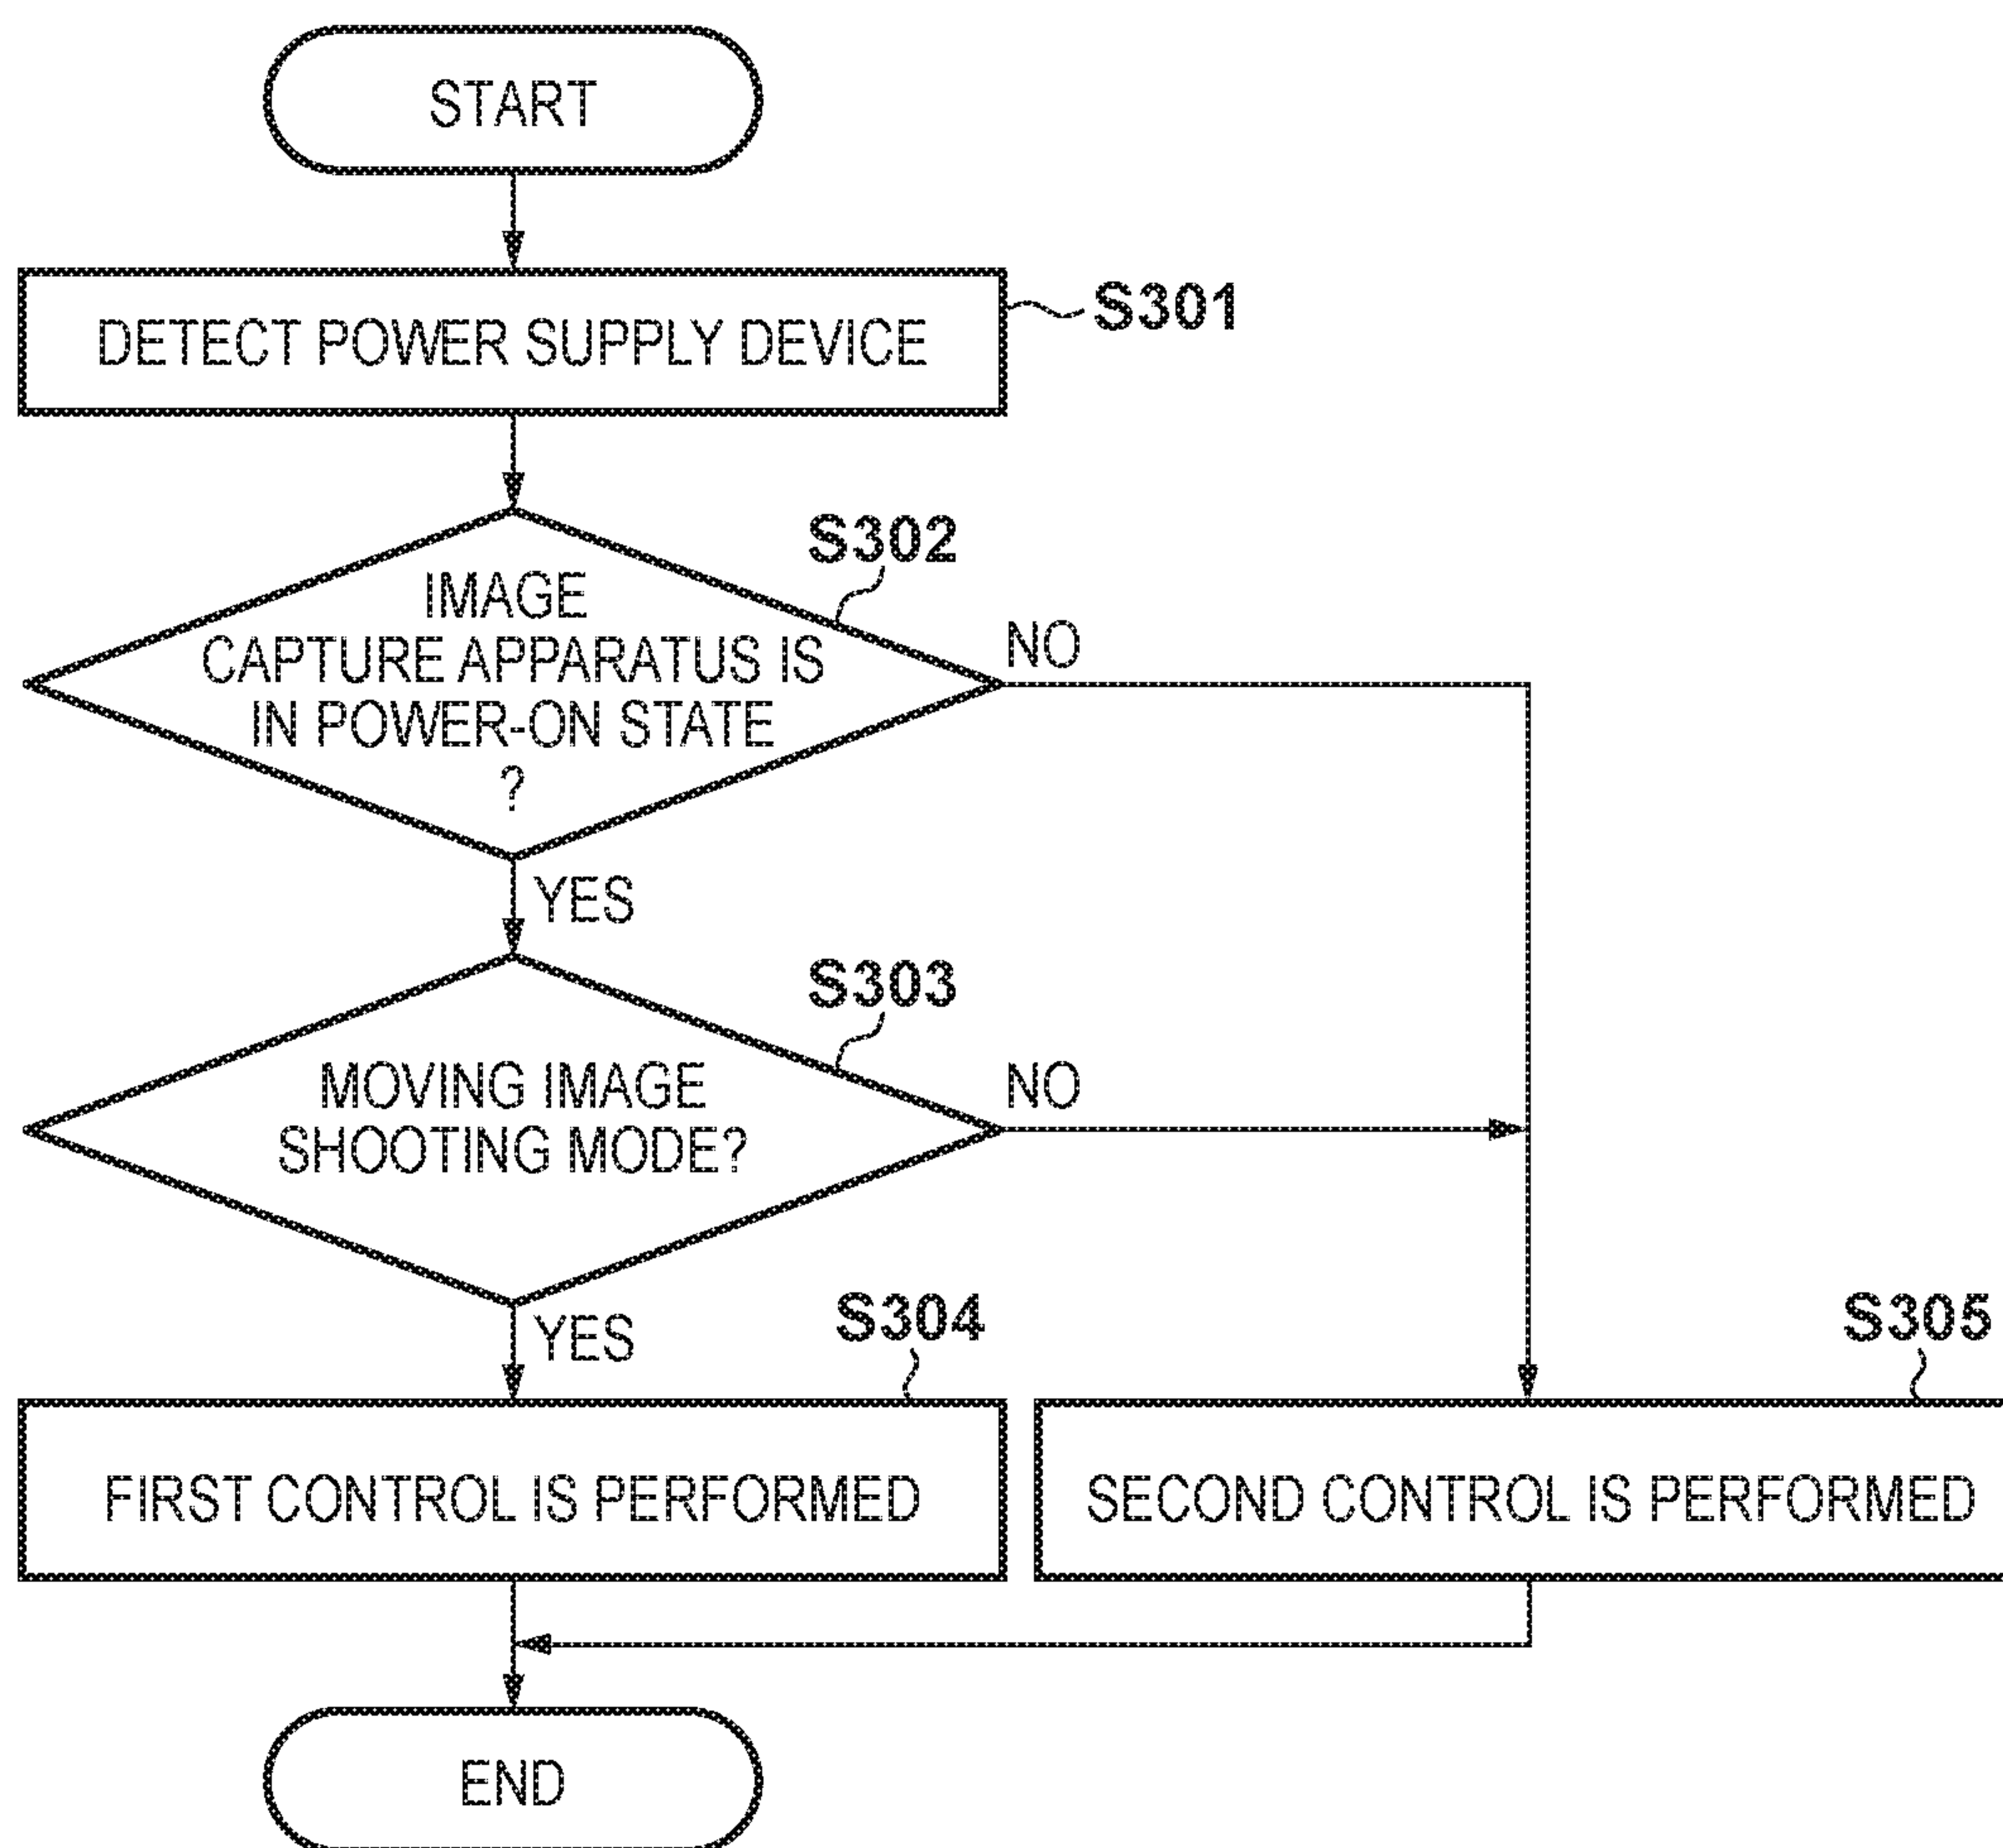 START
DETECT POWER SUPPLY DEVICE
S301
S302
IMAGE
CAPTURE APPARATUS IS
IN POWER-ON STATE
?
NO
YES
S303
MOVING IMAGE
SHOOTING MODE?
NO
YES
S304
FIRST CONTROL IS PERFORMED
S305
SECOND CONTROL IS PERFORMED
END